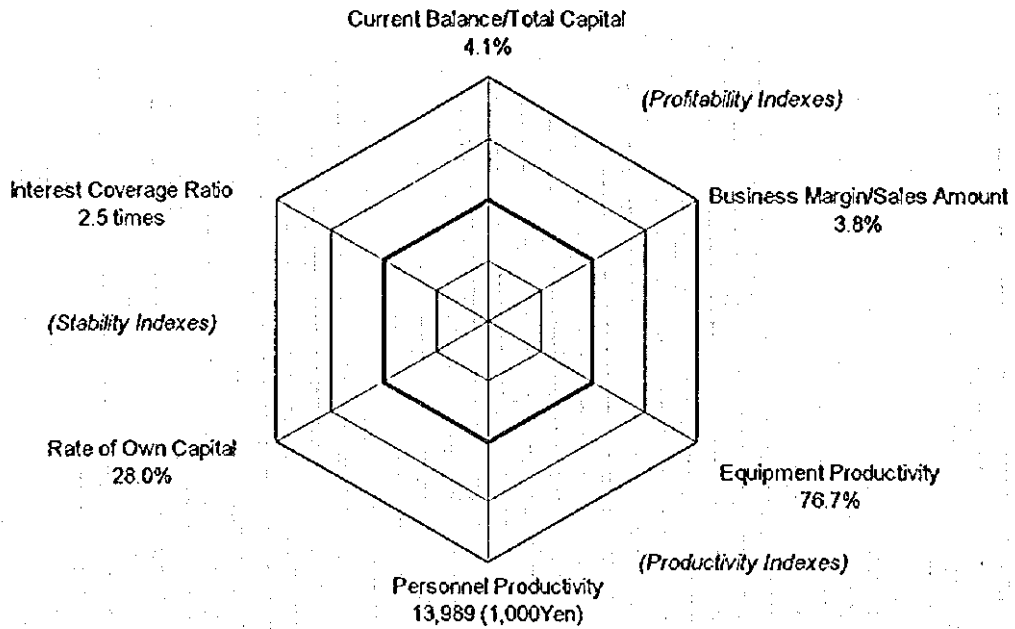 Current Balance/Total Capital
4.1%
(Profitability Indexes)
Interest Coverage Ratio
2.5 times
Business Margin/Sales Amount
3.8%
(Stability Indexes)
Rate of Own Capital
28.0%
Equipment Productivity
76.7%
(Productivity Indexes)
Personnel Productivity
13,989 (1,000Yen)